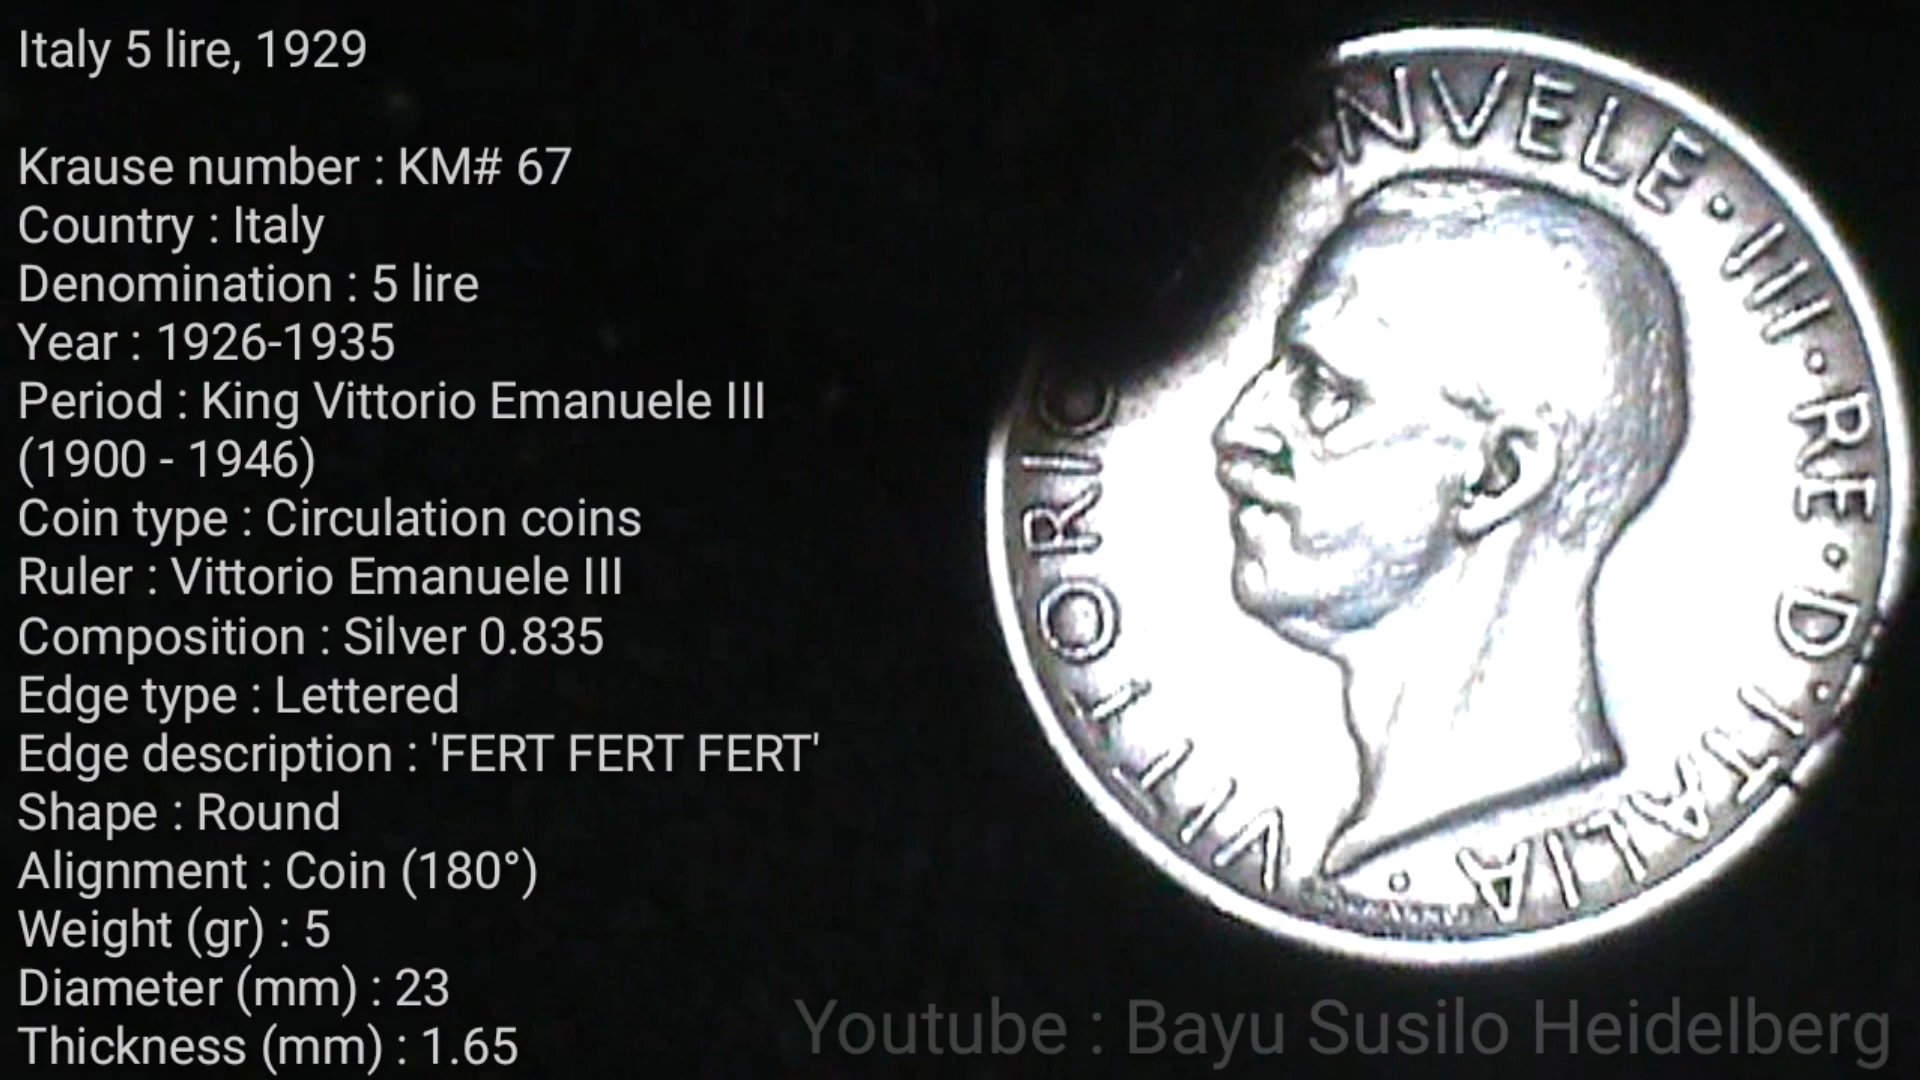 Italy 5 lire, 1929
Krause number : KM# 67
Country : Italy
Denomination : 5 lire
Year : 1926-1935
Period : King Vittorio Emanuele III
(1900 - 1946)
Coin type : Circulation coins
Ruler : Vittorio Emanuele III
Composition : Silver 0.835
Edge type : Lettered
Edge description : 'FERT FERT FERT'
Shape : Round
Alignment : Coin (180°)
Weight (gr) : 5
Diameter (mm) : 23
Thickness (mm) : 1.65
VITTORIO NVELE · III · RE · D · ITALIA ·
Youtube : Bayu Susilo Heidelberg